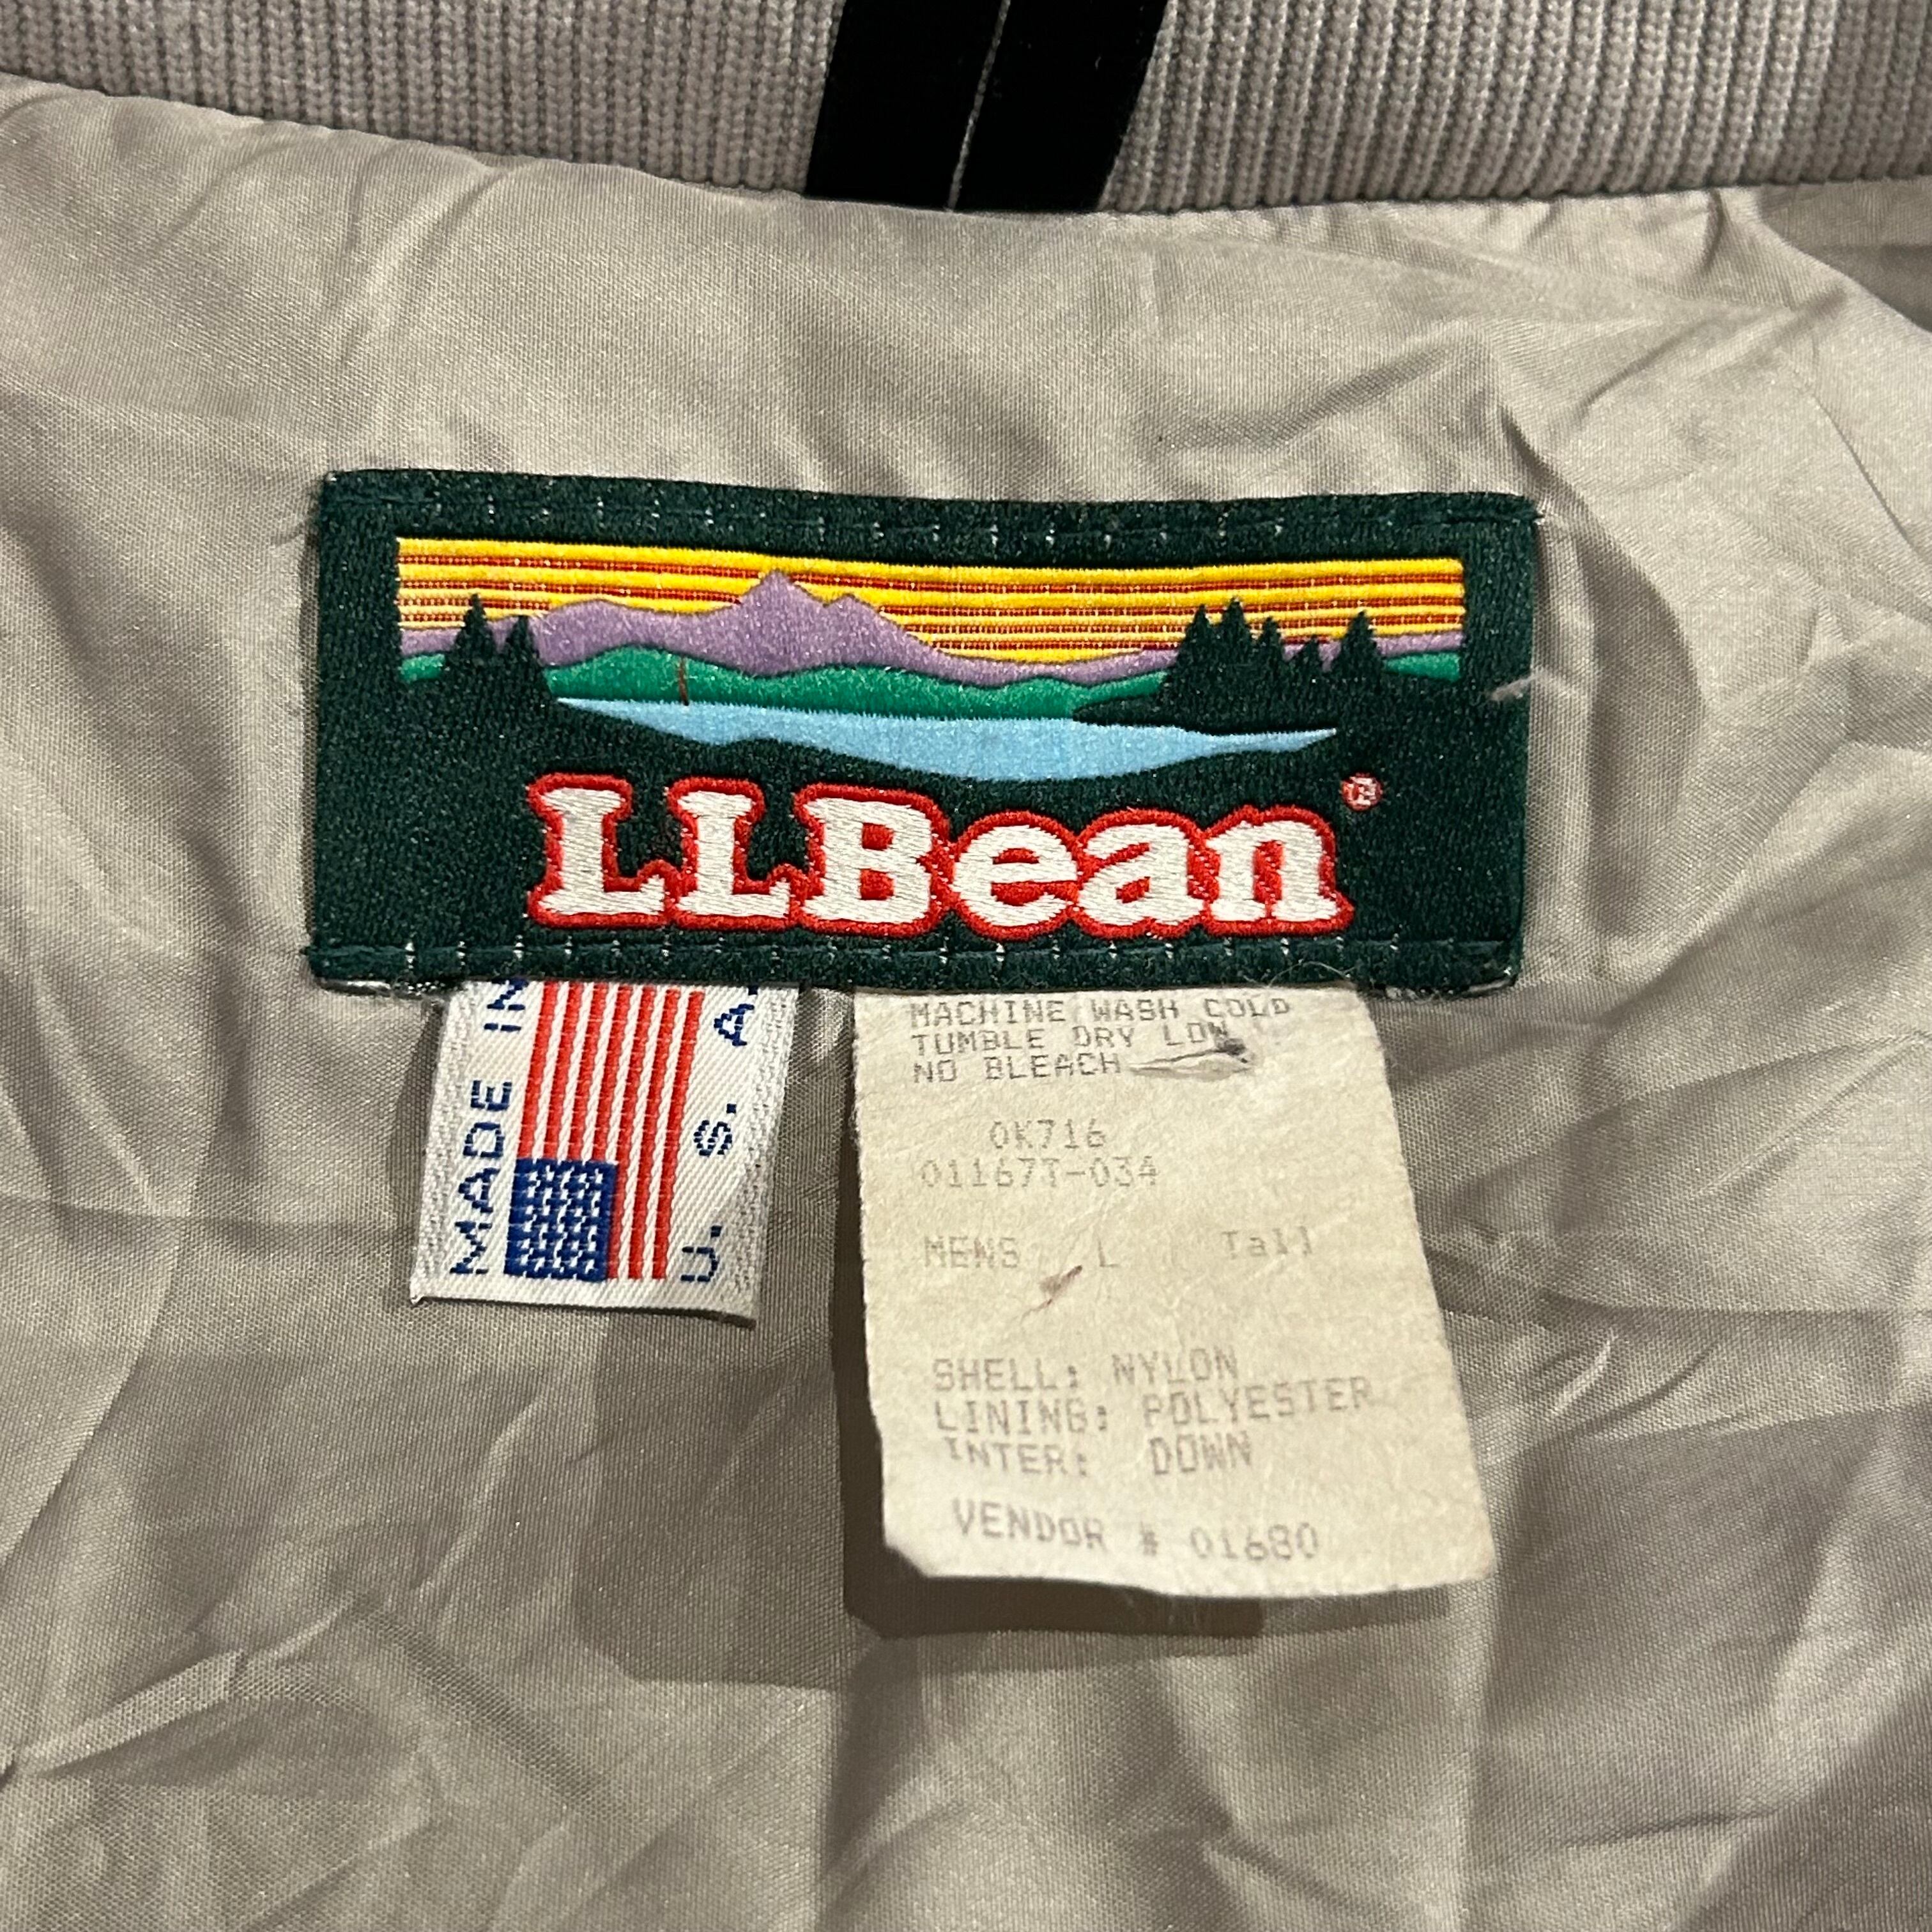 LLBean®
MADE IN
U. S. A.
MACHINE WASH COLD
TUMBLE DRY LOW
NO BLEACH
0K716
01167T-034
MENS L Tall
SHELL: NYLON
LINING: POLYESTER
INTER: DOWN
VENDOR # 01680